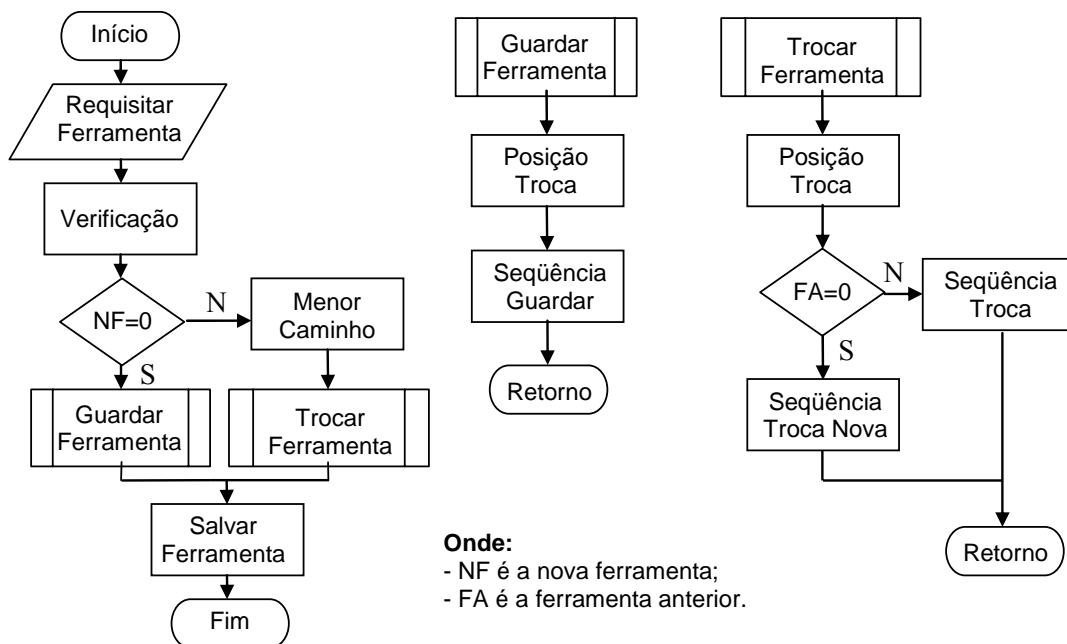 Início
Requisitar
Ferramenta
Verificação
NF=0
N
S
Menor
Caminho
Guardar
Ferramenta
Trocar
Ferramenta
Salvar
Ferramenta
Fim
Guardar
Ferramenta
Posição
Troca
Seqüência
Guardar
Retorno
Trocar
Ferramenta
Posição
Troca
FA=0
N
S
Seqüência
Troca
Seqüência
Troca Nova
Retorno
Onde:
- NF é a nova ferramenta;
- FA é a ferramenta anterior.